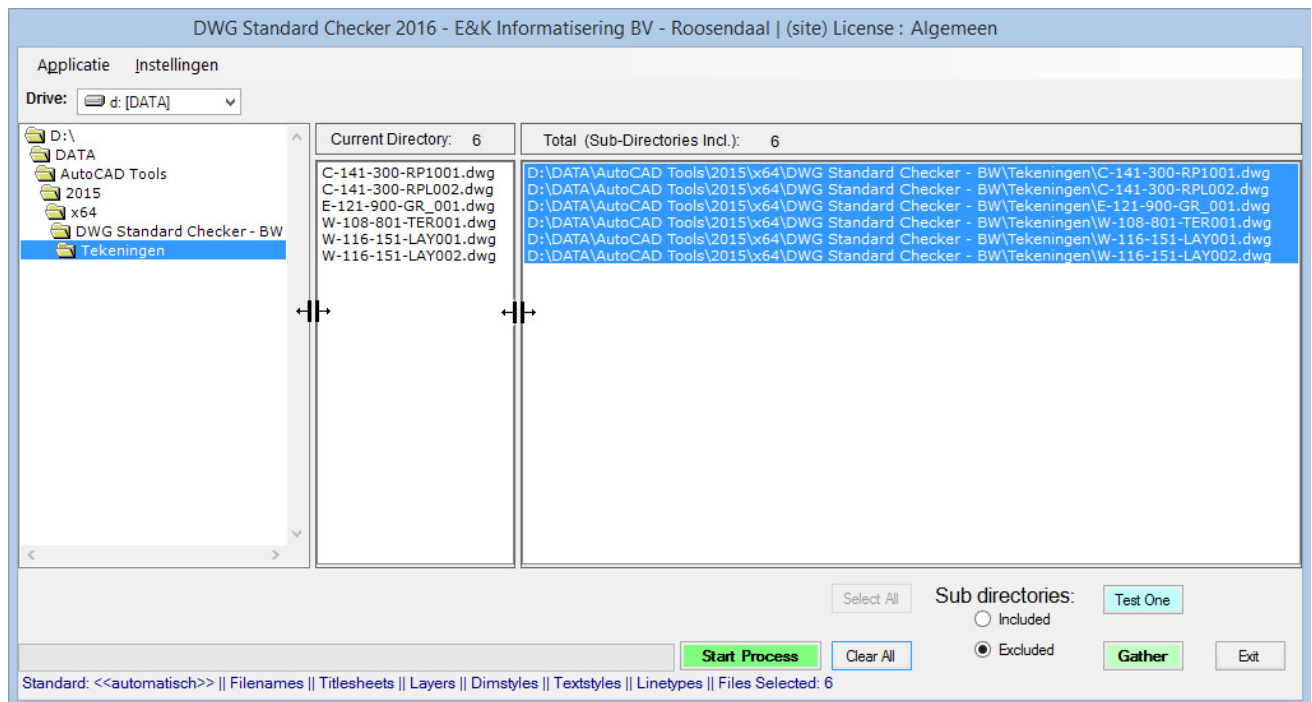 DWG Standard Checker 2016 - E&K Informatisering BV - Roosendaal | (site) License : Algemeen
Applicatie Instellingen
Drive: d: [DATA]
D:\
DATA
AutoCAD Tools
2015
x64
DWG Standard Checker - BW
Tekeningen
Current Directory: 6
C-141-300-RP1001.dwg
C-141-300-RPL002.dwg
E-121-900-GR_001.dwg
W-108-801-TER001.dwg
W-116-151-LAY001.dwg
W-116-151-LAY002.dwg
Total (Sub-Directories Incl.): 6
D:\DATA\AutoCAD Tools\2015\x64\DWG Standard Checker - BW\Tekeningen\C-141-300-RP1001.dwg
D:\DATA\AutoCAD Tools\2015\x64\DWG Standard Checker - BW\Tekeningen\C-141-300-RPL002.dwg
D:\DATA\AutoCAD Tools\2015\x64\DWG Standard Checker - BW\Tekeningen\E-121-900-GR_001.dwg
D:\DATA\AutoCAD Tools\2015\x64\DWG Standard Checker - BW\Tekeningen\W-108-801-TER001.dwg
D:\DATA\AutoCAD Tools\2015\x64\DWG Standard Checker - BW\Tekeningen\W-116-151-LAY001.dwg
D:\DATA\AutoCAD Tools\2015\x64\DWG Standard Checker - BW\Tekeningen\W-116-151-LAY002.dwg
Select All
Sub directories:
Included
Excluded
Test One
Start Process
Clear All
Gather
Exit
Standard: <<automatisch>> || Filenames || Titlesheets || Layers || Dimstyles || Textstyles || Linetypes || Files Selected: 6